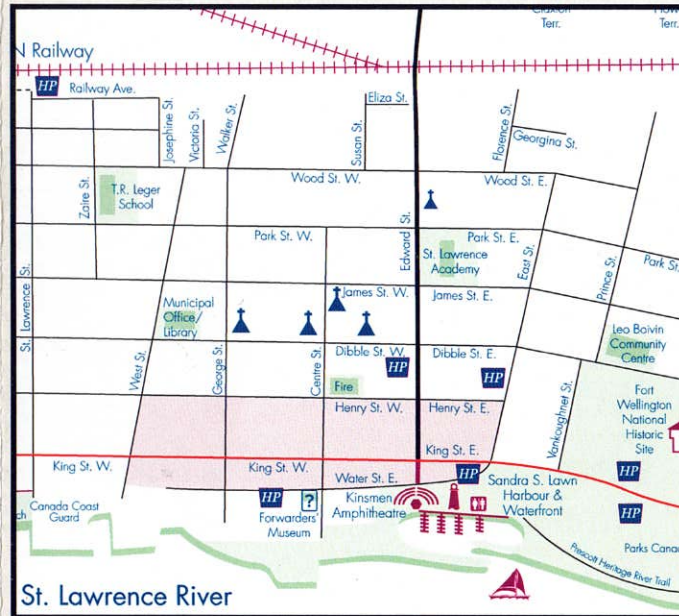 Claxton
Terr.
Terr.
N Railway
HP
Railway Ave.
Eliza St.
Josephine St.
Victoria St.
Walker St.
Susan St.
Florence St.
Georgina St.
Zaire St.
T.R. Leger
School
Wood St. W.
Wood St. E.
Edward St.
Park St. W.
Park St. E.
St. Lawrence
Academy
East St.
Prince St.
Park St.
St. Lawrence St.
Municipal
Office/
Library
James St. W.
James St. E.
Leo Boivin
Community
Centre
West St.
George St.
Centre St.
Dibble St. W.
Dibble St. E.
HP
HP
Fire
Vankoughnet St.
Fort
Wellington
National
Historic
Site
Henry St. W.
Henry St. E.
King St. E.
King St. W.
King St. W.
Water St. E.
HP
HP
HP
HP
?
Sandra S. Lawn
Harbour &
Waterfront
Canada Coast
Guard
Forwarders'
Museum
Kinsmen
Amphitheatre
Parks Cana
Prescott Heritage River Trail
St. Lawrence River